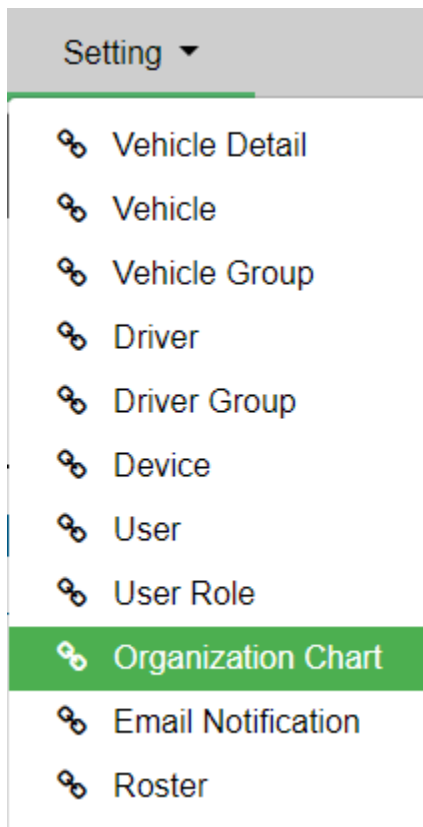 Setting
Vehicle Detail
Vehicle
Vehicle Group
Driver
Driver Group
Device
User
User Role
Organization Chart
Email Notification
Roster